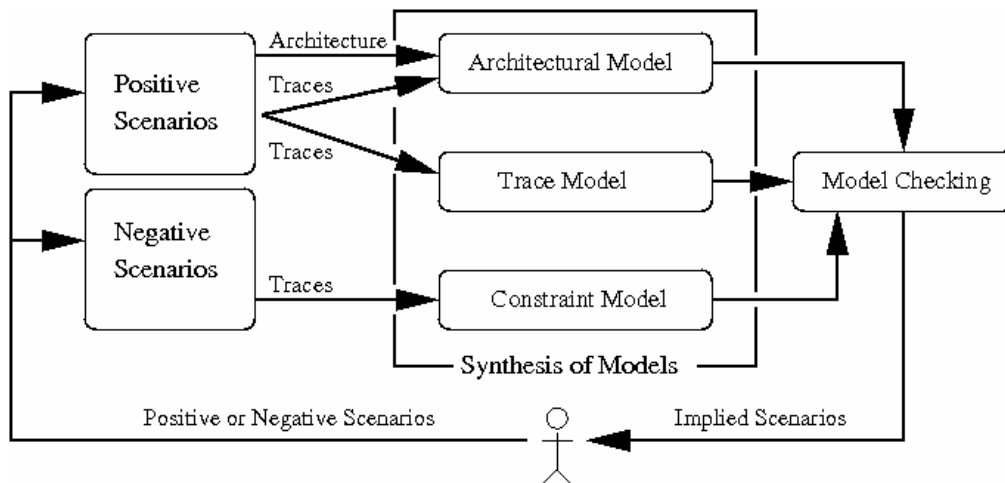 Architecture
Positive
Scenarios
Architectural Model
Traces
Traces
Trace Model
Model Checking
Negative
Scenarios
Traces
Constraint Model
Synthesis of Models
Positive or Negative Scenarios
Implied Scenarios